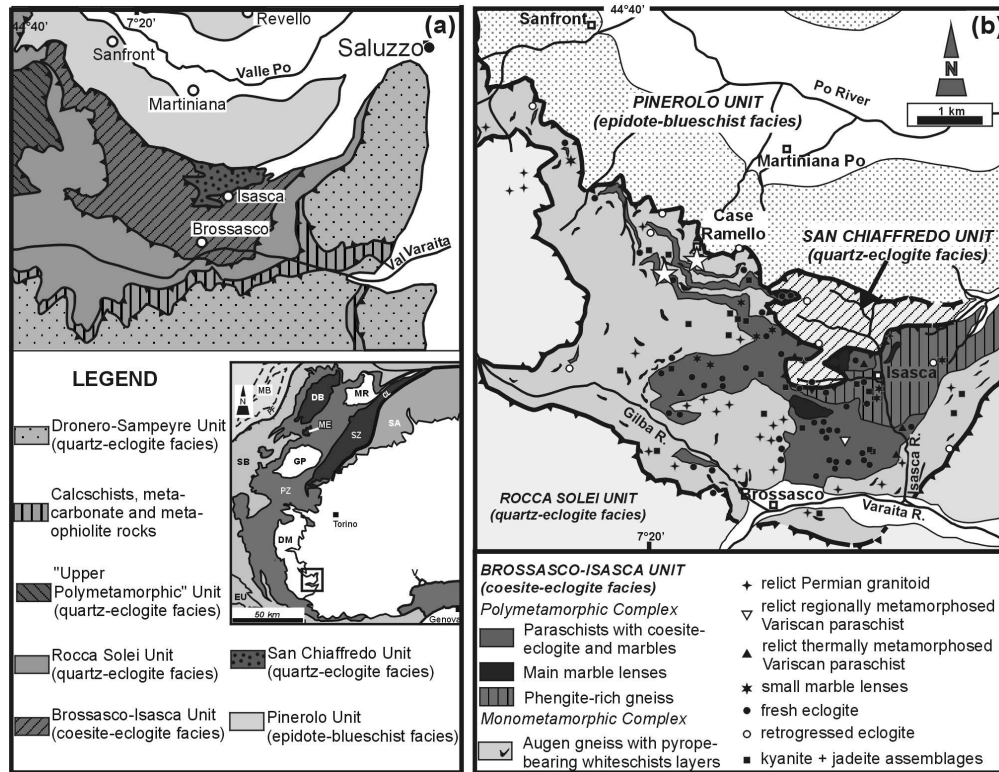 44°40'
7°20'
Revello
(a)
Sanfront
Saluzzo
Valle Po
Martiniana
Isasca
Brossasco
Val Varaita
LEGEND
Dronero-Sampeyre Unit
(quartz-eclogite facies)
Calcschists, meta-
carbonate and meta-
ophiolite rocks
"Upper
Polymetamorphic" Unit
(quartz-eclogite facies)
Rocca Solei Unit
(quartz-eclogite facies)
Brossasco-Isasca Unit
(coesite-eclogite facies)
San Chiaffredo Unit
(quartz-eclogite facies)
Pinerolo Unit
(epidote-blueschist facies)
MB
N
DB
MR
ME
SA
SZ
SB
GP
PZ
Torino
DM
V
EU
50 km
Genova
44°40'
(b)
Sanfront
N
Po River
1 km
PINEROLO UNIT
(epidote-blueschist facies)
Martiniana Po
Case
Ramello
SAN CHIAFFREDO UNIT
(quartz-eclogite
facies)
Isasca
Gilba R.
Isasca R.
ROCCA SOLEI UNIT
(quartz-eclogite facies)
Brossasco
Varaita R.
7°20'
BROSSASCO-ISASCA UNIT
(coesite-eclogite facies)
Polymetamorphic Complex
Paraschists with coesite-
eclogite and marbles
Main marble lenses
Phengite-rich gneiss
Monometamorphic Complex
Augen gneiss with pyrope-
bearing whiteschists layers
relict Permian granitoid
relict regionally metamorphosed
Variscan paraschist
relict thermally metamorphosed
Variscan paraschist
small marble lenses
fresh eclogite
retrogressed eclogite
kyanite + jadeite assemblages